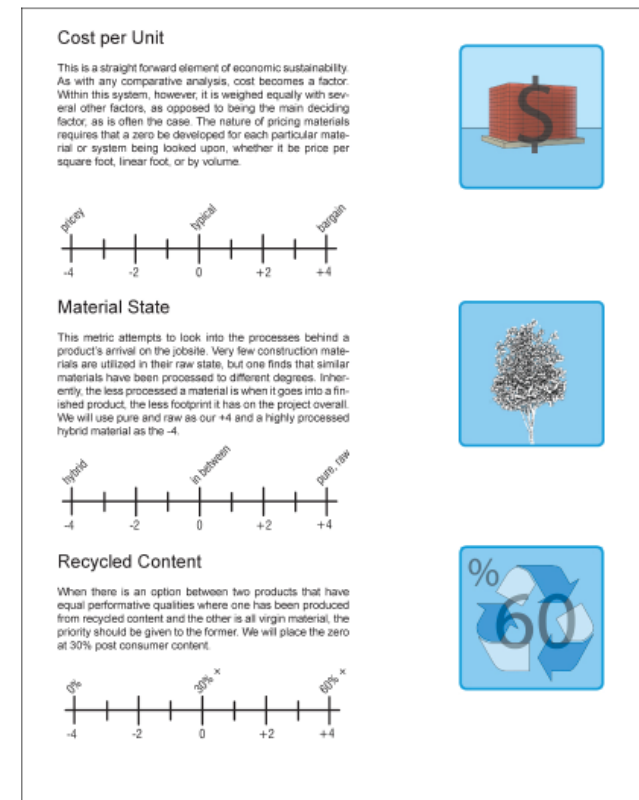 Cost per Unit
This is a straight forward element of economic sustainability.
As with any comparative analysis, cost becomes a factor.
Within this system, however, it is weighed equally with sev-
eral other factors, as opposed to being the main deciding
factor, as is often the case. The nature of pricing materials
requires that a zero be developed for each particular mate-
rial or system being looked upon, whether it be price per
square foot, linear foot, or by volume.
$
pricey typical bargain
-4 -2 0 +2 +4
Material State
This metric attempts to look into the processes behind a
product's arrival on the jobsite. Very few construction mate-
rials are utilized in their raw state, but one finds that similar
materials have been processed to different degrees. Inher-
ently, the less processed a material is when it goes into a fin-
ished product, the less footprint it has on the project overall.
We will use pure and raw as our +4 and a highly processed
hybrid material as the -4.
hybrid in between pure, raw
-4 -2 0 +2 +4
Recycled Content
When there is an option between two products that have
equal performative qualities where one has been produced
from recycled content and the other is all virgin material, the
priority should be given to the former. We will place the zero
at 30% post consumer content.
% 60
0% 30% + 60% +
-4 -2 0 +2 +4